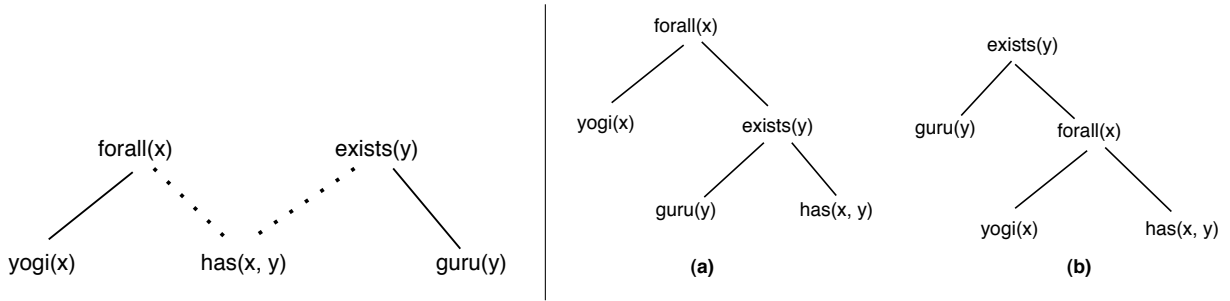 forall(x) exists(y)
yogi(x) has(x, y) guru(y)
forall(x)
yogi(x) exists(y)
guru(y) has(x, y)
(a)
exists(y)
guru(y) forall(x)
yogi(x) has(x, y)
(b)